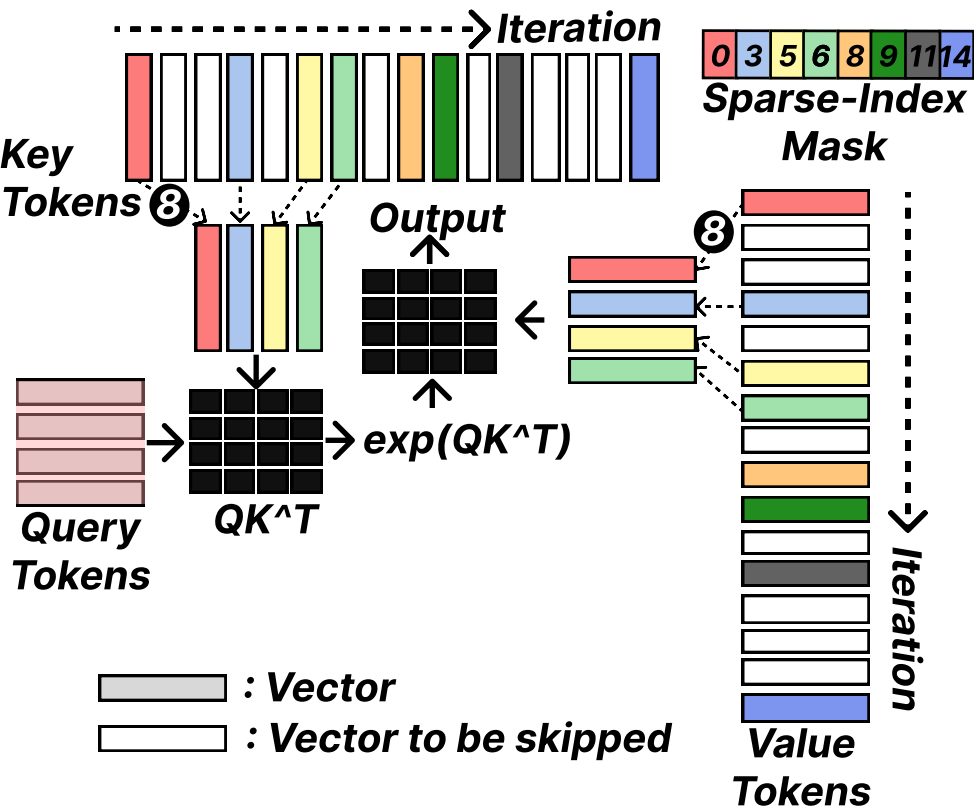 Iteration
0 3 5 6 8 9 11 14
Sparse-Index
Mask
Key
Tokens
8
Output
8
exp(QK^T)
QK^T
Query
Tokens
Iteration
: Vector
: Vector to be skipped
Value
Tokens